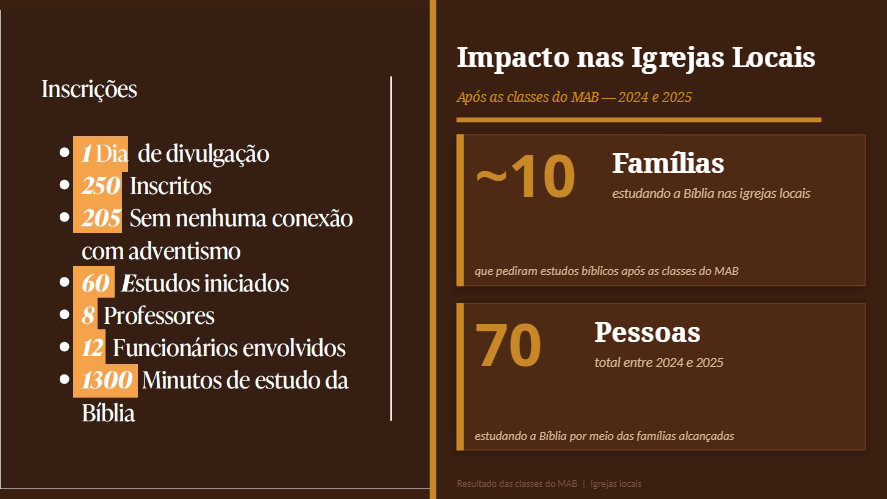 Inscrições
1 Dia de divulgação
250 Inscritos
205 Sem nenhuma conexão
com adventismo
60 Estudos iniciados
8 Professores
12 Funcionários envolvidos
1300 Minutos de estudo da
Bíblia
Impacto nas Igrejas Locais
Após as classes do MAB — 2024 e 2025
~10 Famílias
estudando a Bíblia nas igrejas locais
que pediram estudos bíblicos após as classes do MAB
70 Pessoas
total entre 2024 e 2025
estudando a Bíblia por meio das famílias alcançadas
Resultado das classes do MAB | Igrejas locais